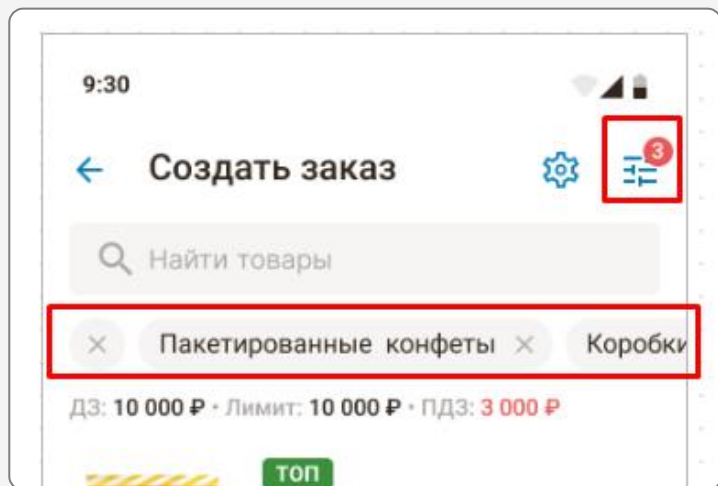 9:30
Создать заказ
3
Найти товары
Пакетированные конфеты
Коробки
ДЗ: 10 000 ₽ · Лимит: 10 000 ₽ · ПДЗ: 3 000 ₽
ТОП